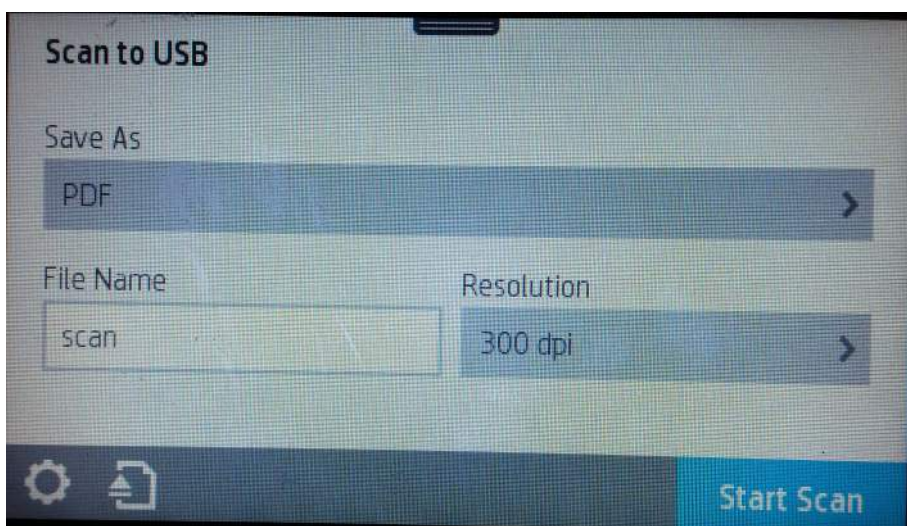 Scan to USB
Save As
PDF
File Name
Resolution
scan
300 dpi
Start Scan